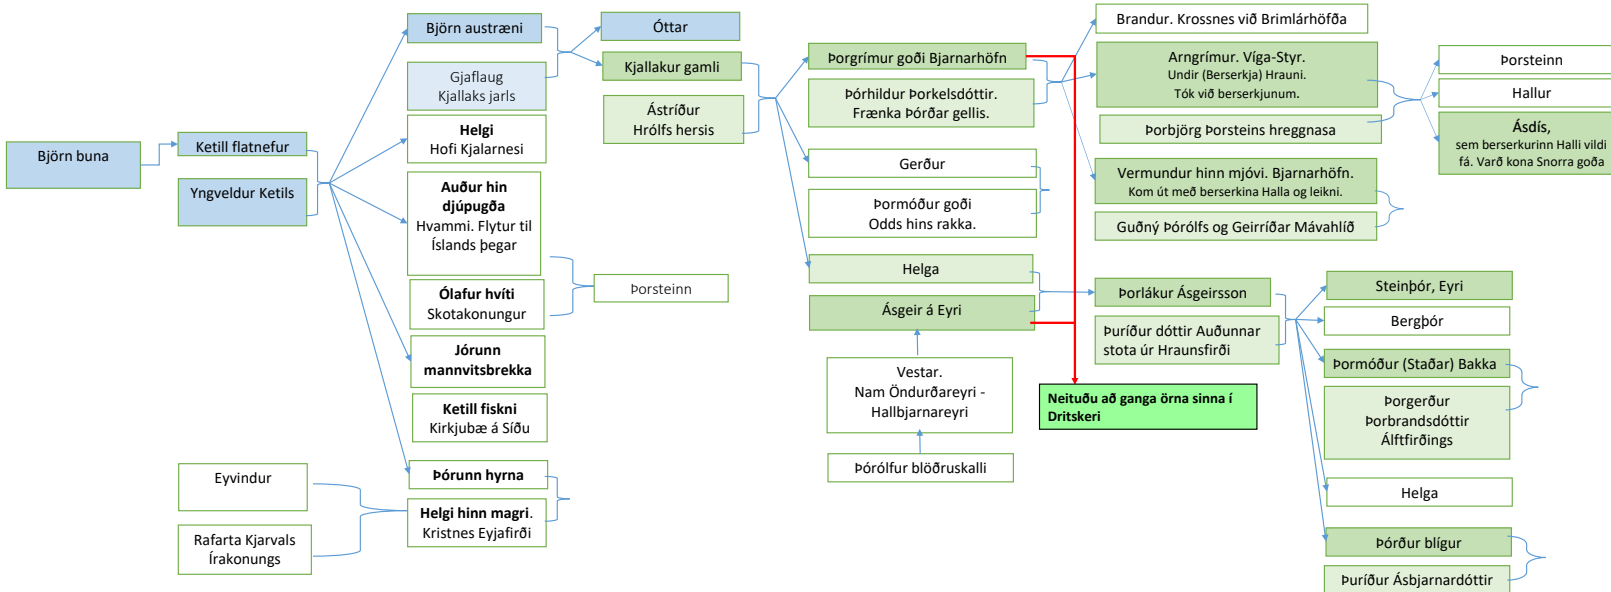 Björn buna
Ketill flatnefur
Yngveldur Ketils
Björn austræni
Gjaflaug
Kjallaks jarls
Helgi
Hofi Kjalarnesi
Auður hin
djúpugða
Hvammi. Flytur til
Íslands þegar
Ólafur hvíti
Skotakonungur
Jórunn
mannvitsbrekka
Ketill fiskni
Kirkjubæ á Síðu
Þórunn hyrna
Helgi hinn magri.
Kristnes Eyjafirði
Eyvindur
Rafarta Kjarvals
Írakonungs
Óttar
Kjallakur gamli
Ástríður
Hrólfs hersis
Þorsteinn
Þorgrímur goði Bjarnarhöfn
Þórhildur Þorkelsdóttir.
Frænka Þórðar gellis.
Gerður
Þormóður goði
Odds hins rakka.
Helga
Ásgeir á Eyri
Vestar.
Nam Öndurðareyri -
Hallbjarnareyri
Þórólfur blöðruskalli
Brandur. Krossnes við Brimlárhöfða
Arngrímur. Víga-Styr.
Undir (Berserkja) Hrauni.
Tók við berserkjunum.
Þorbjörg Þorsteins hreggnasa
Vermundur hinn mjóvi. Bjarnarhöfn.
Kom út með berserkina Halla og leikni.
Guðný Þórólfs og Geirríðar Mávahlíð
Þorlákur Ásgeirsson
Þuríður dóttir Auðunnar
stota úr Hraunsfirði
Neituðu að ganga örna sinna í
Dritskeri
Þorsteinn
Hallur
Ásdís,
sem berserkurinn Halli vildi
fá. Varð kona Snorra goða
Steinþór, Eyri
Bergþór
Þormóður (Staðar) Bakka
Þorgerður
Þorbrandsdóttir
Álftfirðings
Helga
Þórður blígur
Þuríður Ásbjarnardóttir